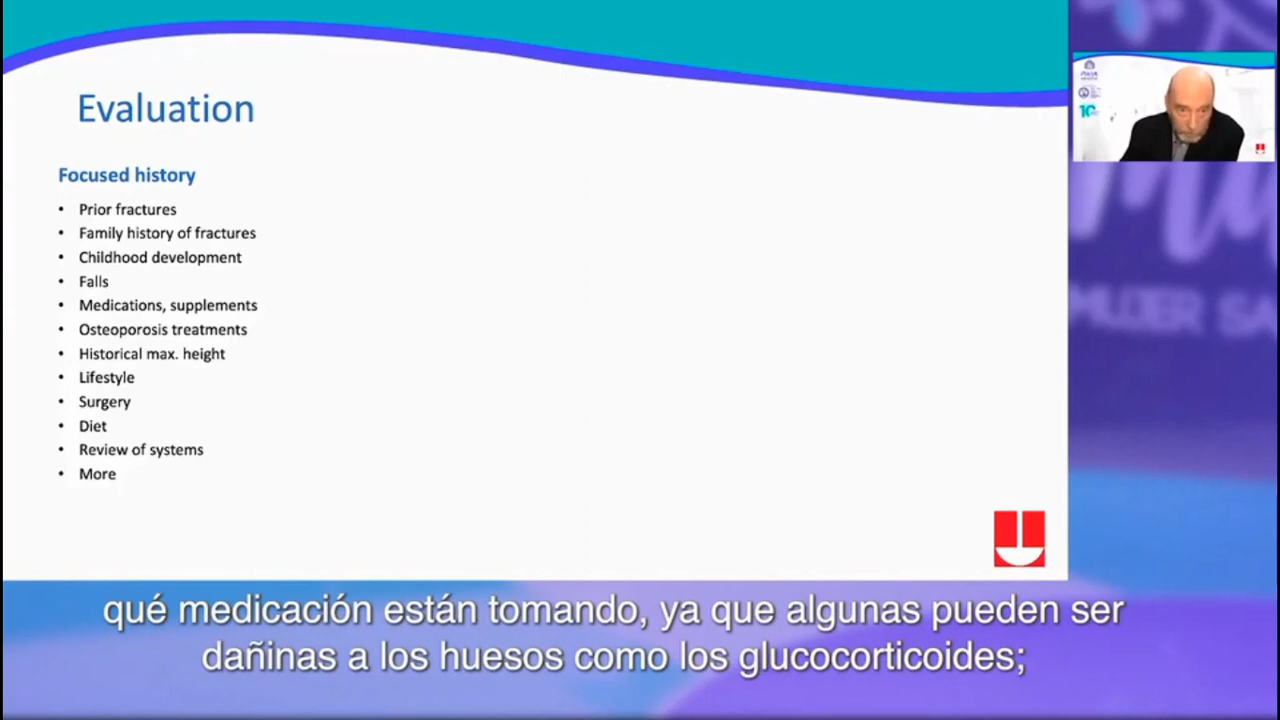 Evaluation
Focused history
• Prior fractures
• Family history of fractures
• Childhood development
• Falls
• Medications, supplements
• Osteoporosis treatments
• Historical max. height
• Lifestyle
• Surgery
• Diet
• Review of systems
• More
MUJER SA
qué medicación están tomando, ya que algunas pueden ser
dañinas a los huesos como los glucocorticoides;